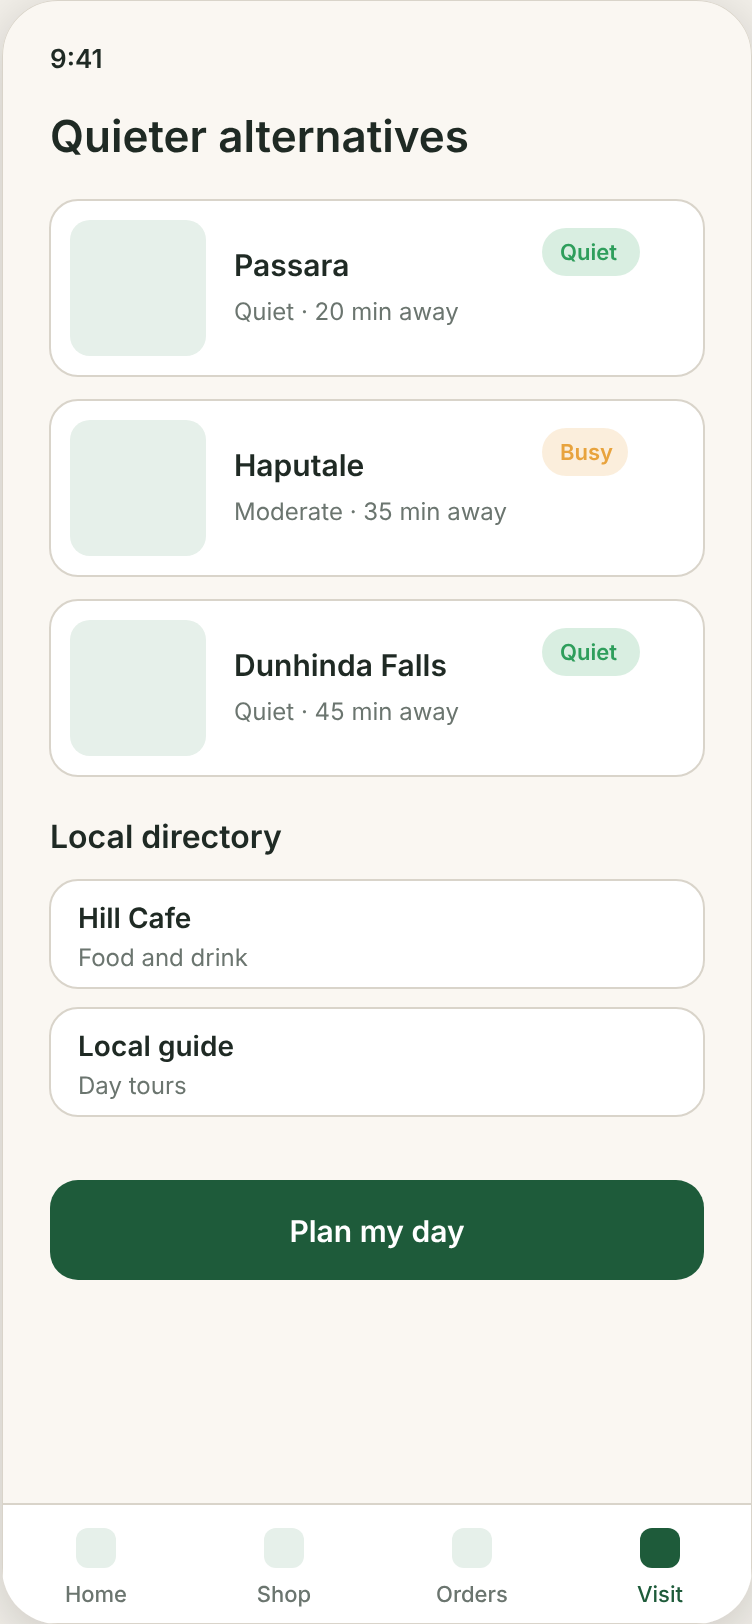 9:41
Quieter alternatives
Passara
Quiet
Quiet · 20 min away
Haputale
Busy
Moderate · 35 min away
Dunhinda Falls
Quiet
Quiet · 45 min away
Local directory
Hill Cafe
Food and drink
Local guide
Day tours
Plan my day
Home
Shop
Orders
Visit